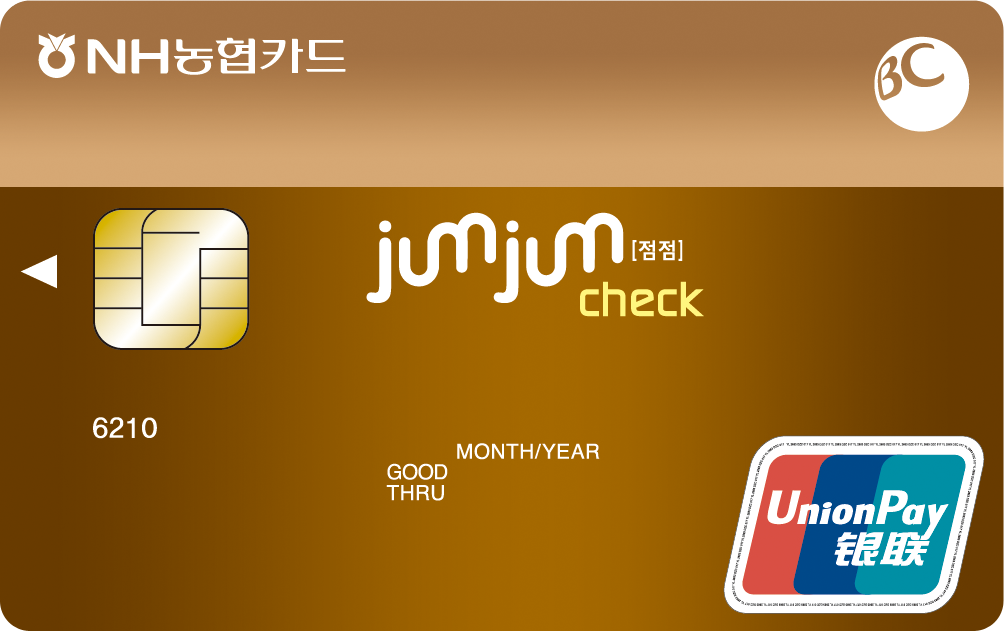 NH농협카드
BC
jumjum [점점]
check
6210
MONTH/YEAR
GOOD
THRU
UnionPay
银联